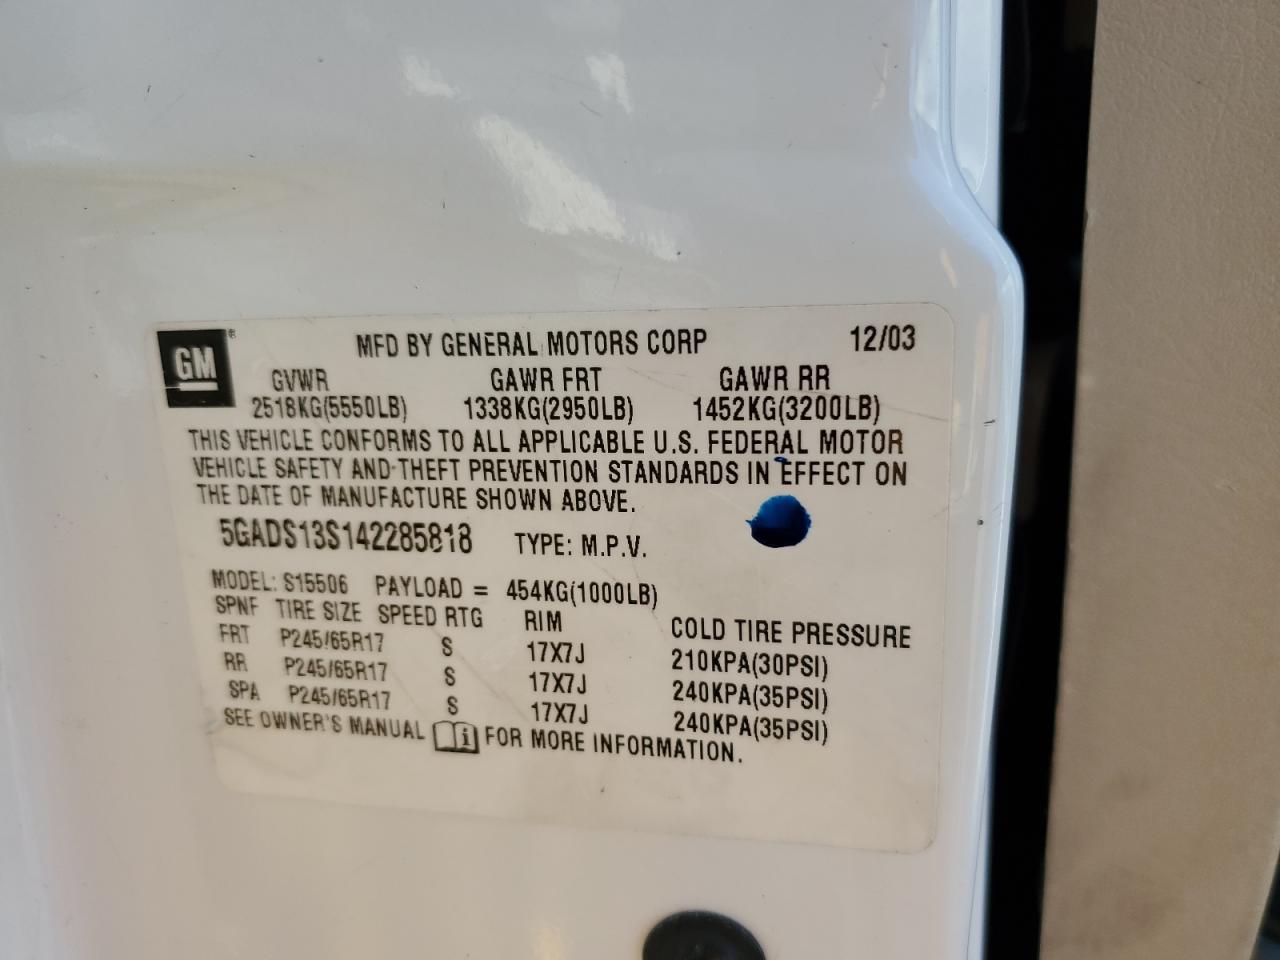 GM®
MFD BY GENERAL MOTORS CORP 12/03
GVWR GAWR FRT GAWR RR
2518KG(5550LB) 1338KG(2950LB) 1452KG(3200LB)
THIS VEHICLE CONFORMS TO ALL APPLICABLE U.S. FEDERAL MOTOR
VEHICLE SAFETY AND THEFT PREVENTION STANDARDS IN EFFECT ON
THE DATE OF MANUFACTURE SHOWN ABOVE.
5GADS13S142285818 TYPE: M.P.V.
MODEL: S15506 PAYLOAD = 454KG(1000LB)
SPNF TIRE SIZE SPEED RTG RIM COLD TIRE PRESSURE
FRT P245/65R17 S 17X7J 210KPA(30PSI)
RR P245/65R17 S 17X7J 240KPA(35PSI)
SPA P245/65R17 S 17X7J 240KPA(35PSI)
SEE OWNER'S MANUAL i FOR MORE INFORMATION.